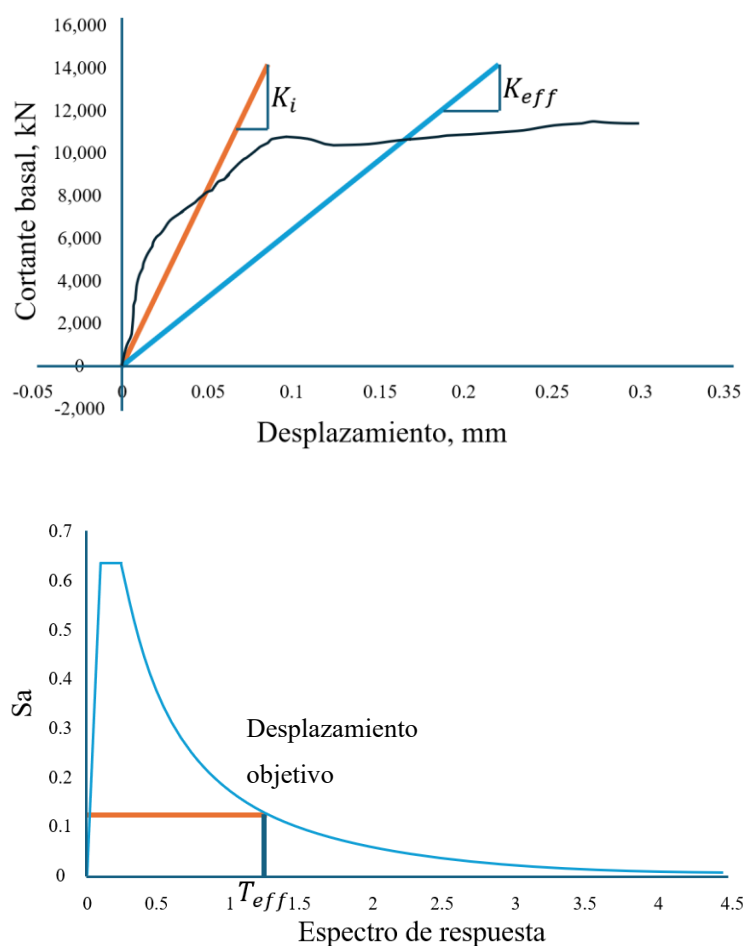 16,000
14,000
12,000
10,000
8,000
6,000
4,000
2,000
0
-2,000
Cortante basal, kN
K_i
K_eff
-0.05 0 0.05 0.1 0.15 0.2 0.25 0.3 0.35
Desplazamiento, mm
0.7
0.6
0.5
0.4
0.3
0.2
0.1
0
Sa
Desplazamiento
objetivo
0 0.5 1 T_eff 1.5 2 2.5 3 3.5 4 4.5
Espectro de respuesta